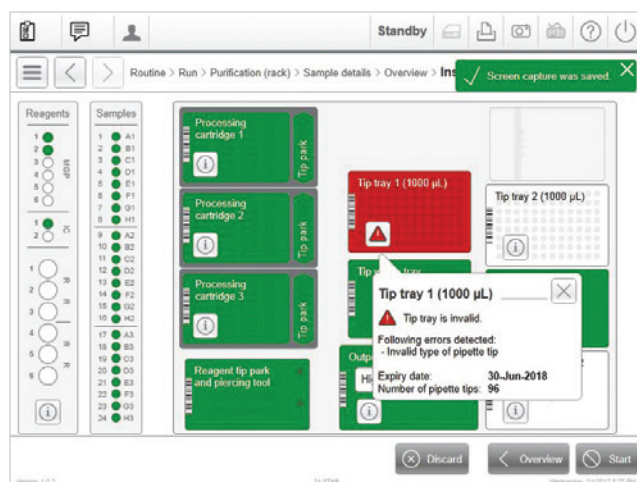 Standby
Routine > Run > Purification (rack) > Sample details > Overview > Ins
Screen capture was saved.
Reagents
1
2
3
4
5
6
MGP
1
2
IC
1
2
3
4
5
6
R
R
R
R
Samples
1 A1
2 B1
3 C1
4 D1
5 E1
6 F1
7 G1
8 H1
9 A2
10 B2
11 C2
12 D2
13 E2
14 F2
15 G2
16 H2
17 A3
18 B3
19 C3
20 D3
21 E3
22 F3
23 G3
24 H3
Processing
cartridge 1
Tip park
Processing
cartridge 2
Tip park
Processing
cartridge 3
Tip park
Reagent tip park
and piercing tool
Tip tray 1 (1000 µL)
Tip tray 2 (1000 µL)
Tip tray 1 (1000 µL)
Tip tray is invalid.
Following errors detected:
- Invalid type of pipette tip
Expiry date: 30-Jun-2018
Number of pipette tips: 96
Discard
Overview
Start